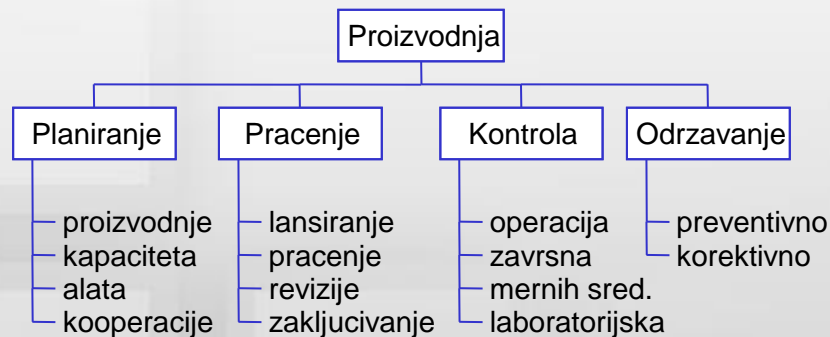 Proizvodnja
Planiranje
Pracenje
Kontrola
Odrzavanje
proizvodnje
kapaciteta
alata
kooperacije
lansiranje
pracenje
revizije
zakljucivanje
operacija
zavrsna
mernih sred.
laboratorijska
preventivno
korektivno